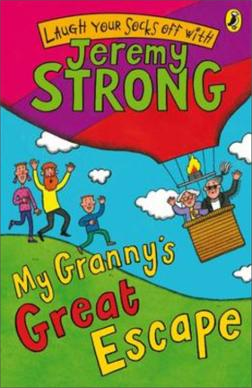 Laugh Your Socks Off with
Jeremy
STRONG
My Granny's
Great
Escape